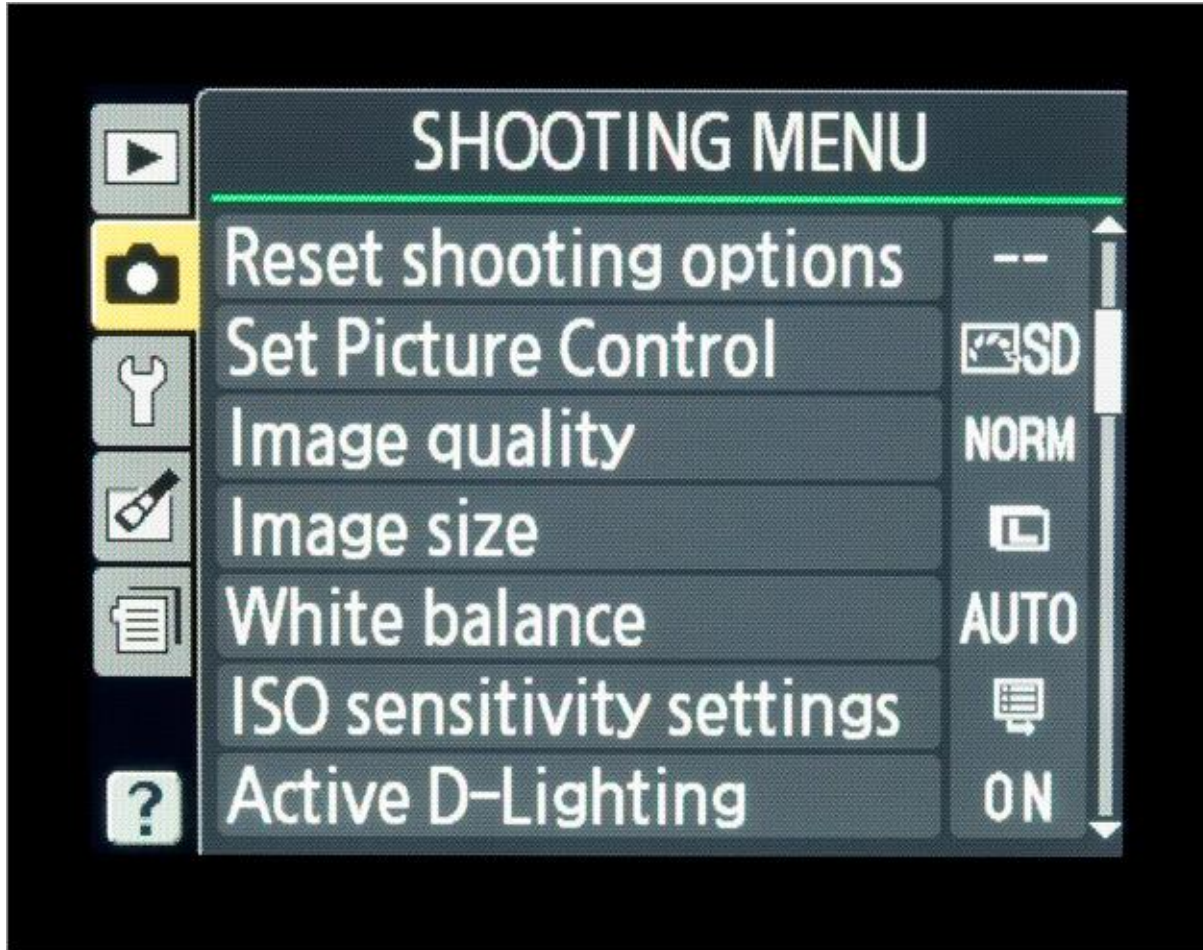 SHOOTING MENU
Reset shooting options --
Set Picture Control SD
Image quality NORM
Image size L
White balance AUTO
ISO sensitivity settings
Active D-Lighting ON
?